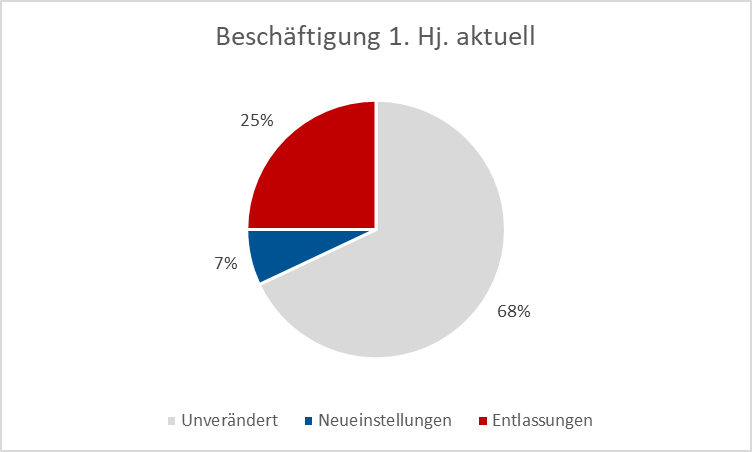 Beschäftigung 1. Hj. aktuell
25%
7%
68%
Unverändert Neueinstellungen Entlassungen